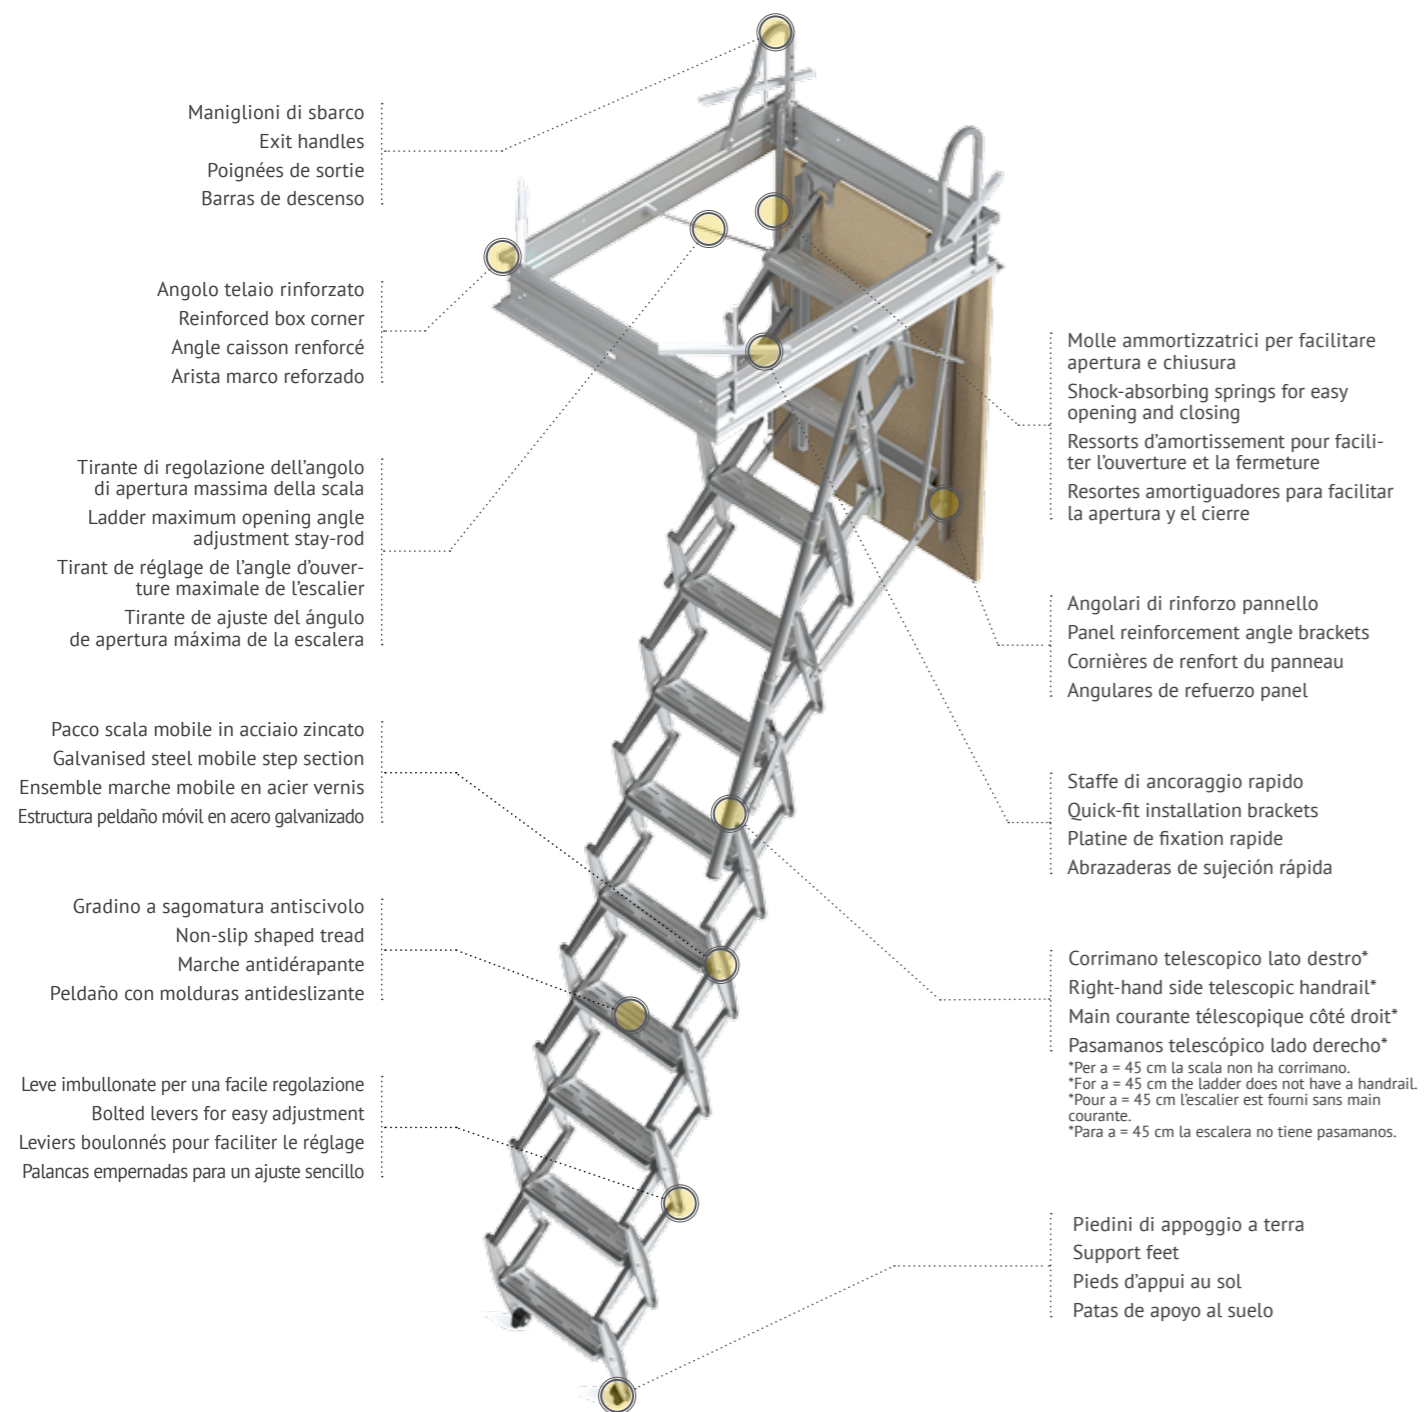 Maniglioni di sbarco
Exit handles
Poignées de sortie
Barras de descenso
Angolo telaio rinforzato
Reinforced box corner
Angle caisson renforcé
Arista marco reforzado
Tirante di regolazione dell'angolo
di apertura massima della scala
Ladder maximum opening angle
adjustment stay-rod
Tirant de réglage de l'angle d'ouver-
ture maximale de l'escalier
Tirante de ajuste del ángulo
de apertura máxima de la escalera
Pacco scala mobile in acciaio zincato
Galvanised steel mobile step section
Ensemble marche mobile en acier vernis
Estructura peldaño móvil en acero galvanizado
Gradino a sagomatura antiscivolo
Non-slip shaped tread
Marche antidérapante
Peldaño con molduras antideslizante
Leve imbullonate per una facile regolazione
Bolted levers for easy adjustment
Leviers boulonnés pour faciliter le réglage
Palancas empernadas para un ajuste sencillo
Molle ammortizzatrici per facilitare
apertura e chiusura
Shock-absorbing springs for easy
opening and closing
Ressorts d'amortissement pour facili-
ter l'ouverture et la fermeture
Resortes amortiguadores para facilitar
la apertura y el cierre
Angolari di rinforzo pannello
Panel reinforcement angle brackets
Cornières de renfort du panneau
Angulares de refuerzo panel
Staffe di ancoraggio rapido
Quick-fit installation brackets
Platine de fixation rapide
Abrazaderas de sujeción rápida
Corrimano telescopico lato destro*
Right-hand side telescopic handrail*
Main courante télescopique côté droit*
Pasamanos telescópico lado derecho*
*Per a = 45 cm la scala non ha corrimano.
*For a = 45 cm the ladder does not have a handrail.
*Pour a = 45 cm l'escalier est fourni sans main
courante.
*Para a = 45 cm la escalera no tiene pasamanos.
Piedini di appoggio a terra
Support feet
Pieds d'appui au sol
Patas de apoyo al suelo